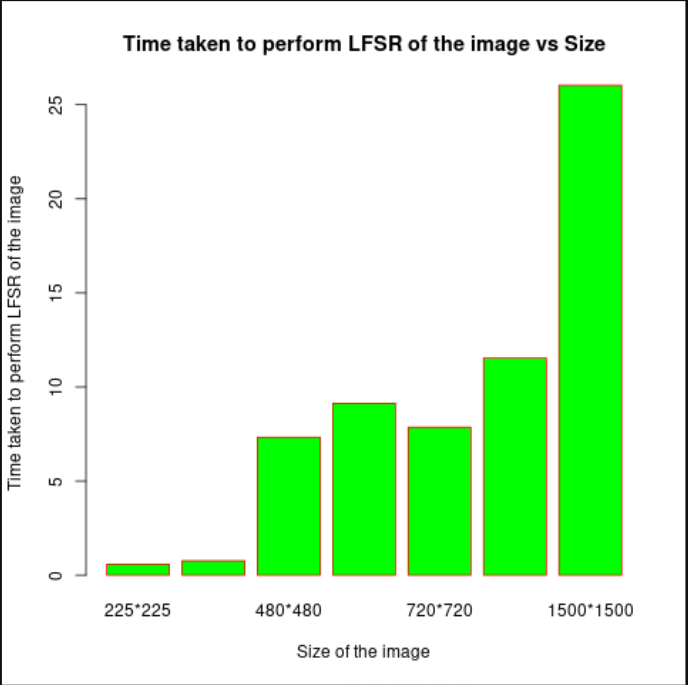 Time taken to perform LFSR of the image vs Size
Time taken to perform LFSR of the image
25
20
15
10
5
0
225*225 480*480 720*720 1500*1500
Size of the image